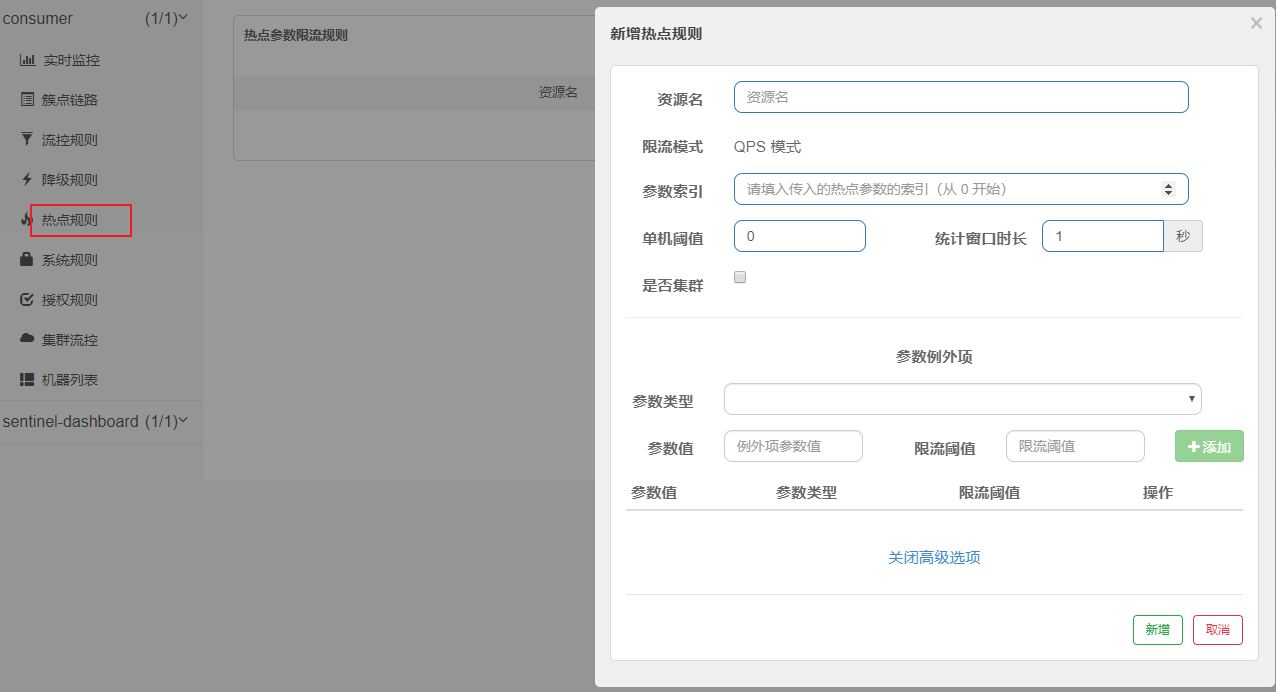 consumer (1/1)
实时监控
簇点链路
流控规则
降级规则
热点规则
系统规则
授权规则
集群流控
机器列表
sentinel-dashboard (1/1)
热点参数限流规则
资源名
新增热点规则
×
资源名 资源名
限流模式 QPS 模式
参数索引 请填入传入的热点参数的索引（从 0 开始）
单机阈值 0 统计窗口时长 1 秒
是否集群
参数例外项
参数类型
参数值 例外项参数值 限流阈值 限流阈值 添加
参数值 参数类型 限流阈值 操作
关闭高级选项
新增 取消